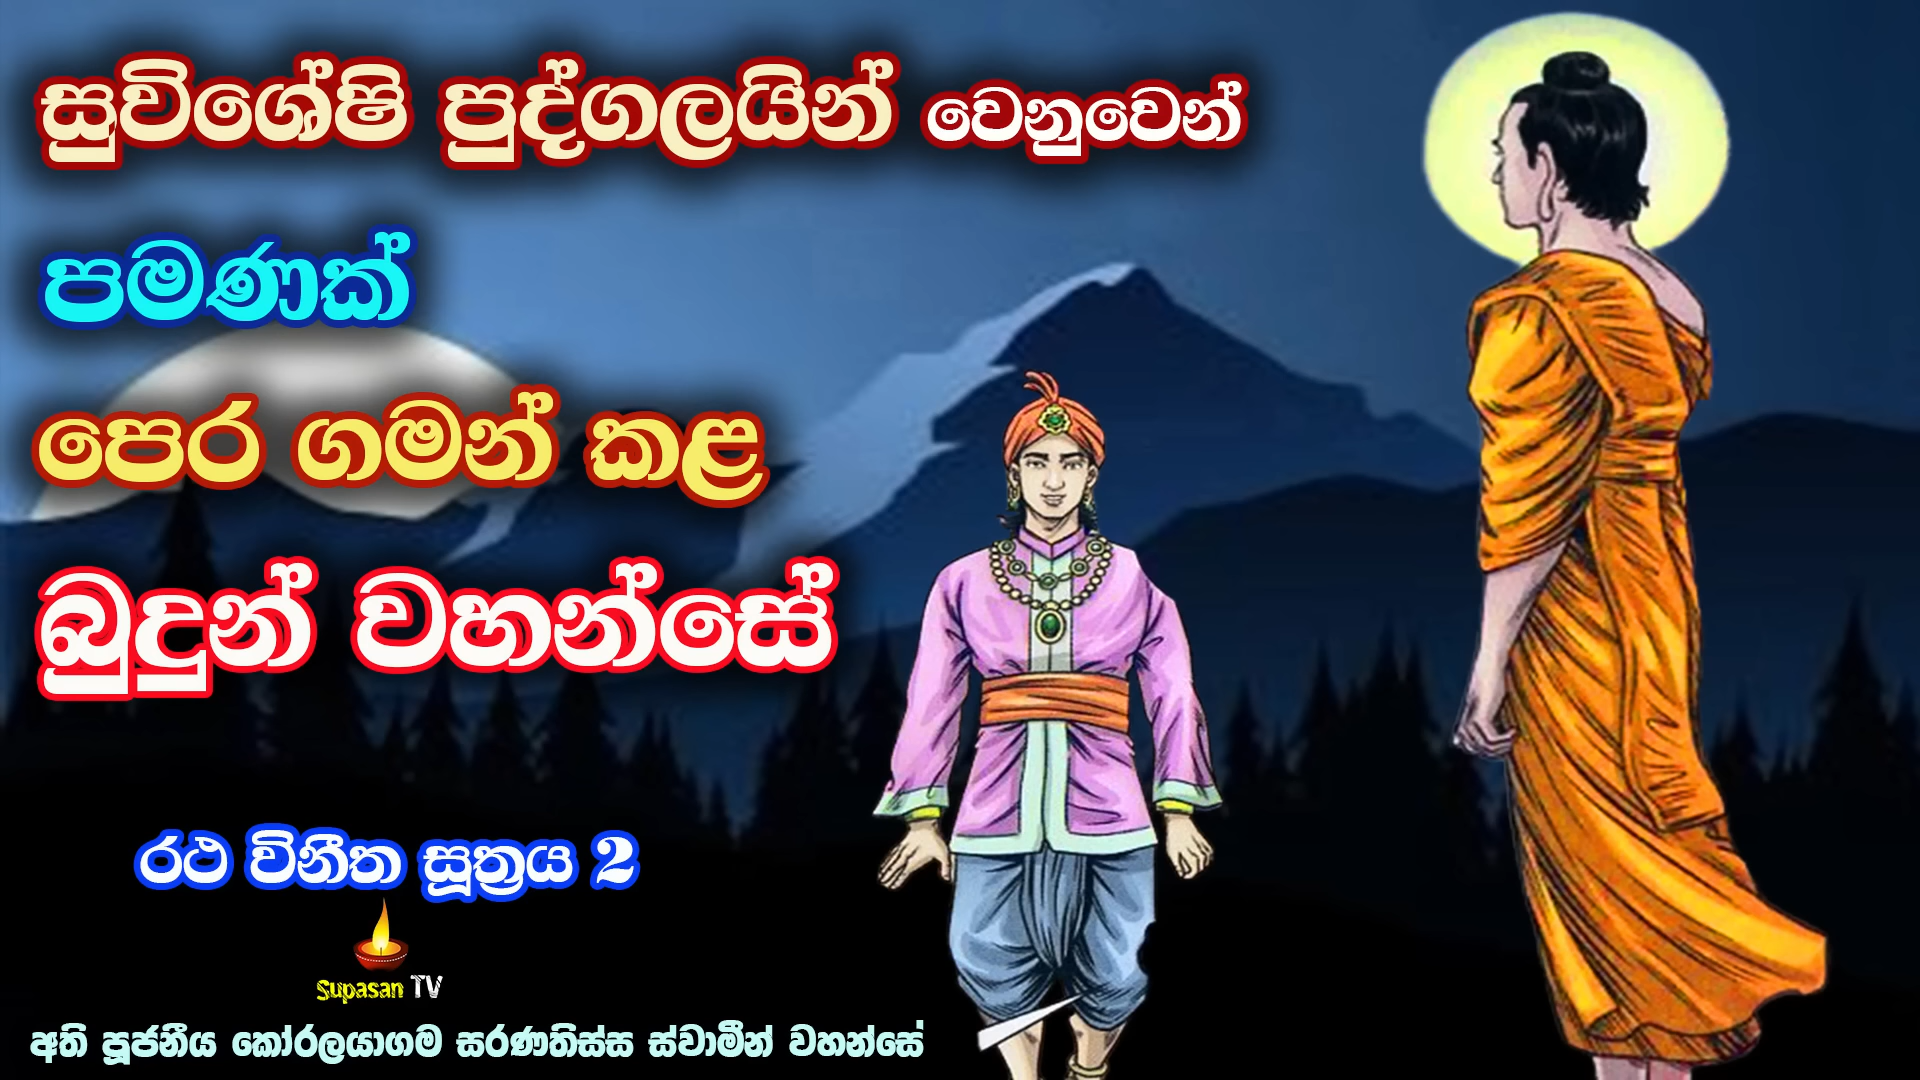 සුවිශේෂි පුද්ගලයින් වෙනුවෙන්
පමණක්
පෙර ගමන් කළ
බුදුන් වහන්සේ
රථ විනීත සූත්‍රය 2
Supasan TV
අති පූජනීය කෝරලයාගම සරණතිස්ස ස්වාමීන් වහන්සේ